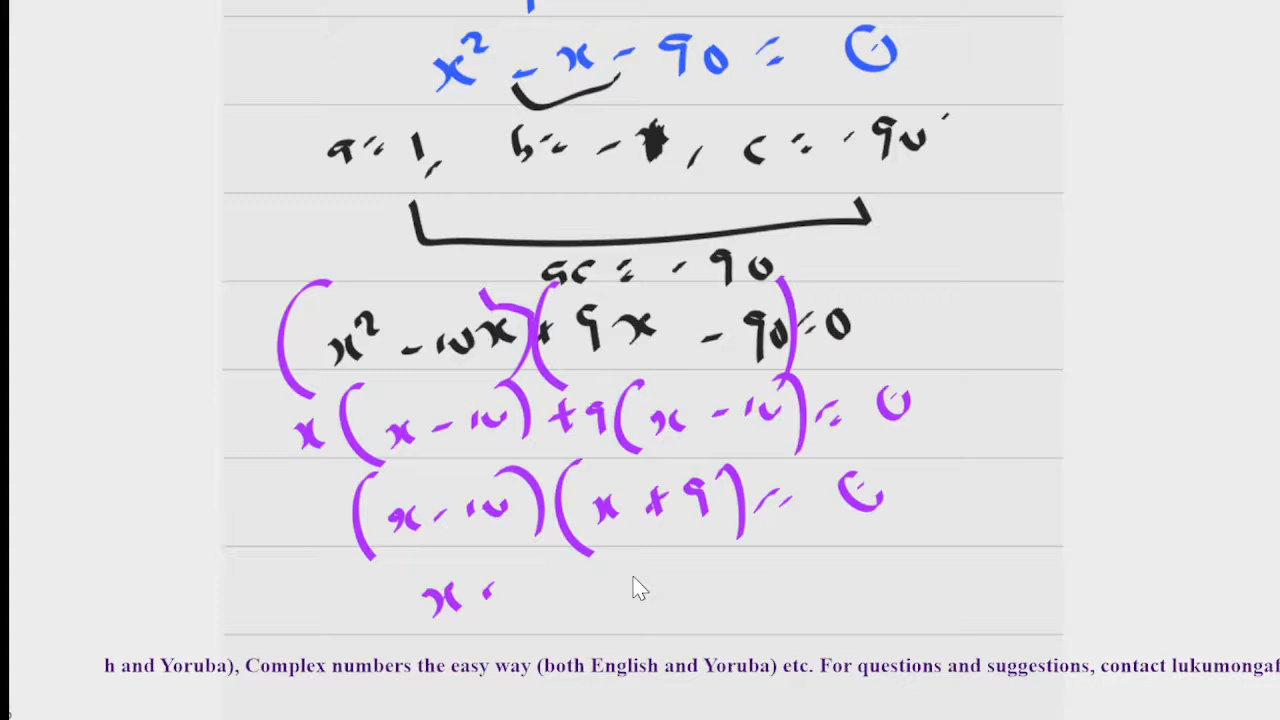 x² - x - 90 = 0
a = 1, b = -1, c = -90
ac = -90
(x² - 10x) + (9x - 90) = 0
x(x - 10) + 9(x - 10) = 0
(x - 10)(x + 9) = 0
x
h and Yoruba), Complex numbers the easy way (both English and Yoruba) etc. For questions and suggestions, contact lukumongaf